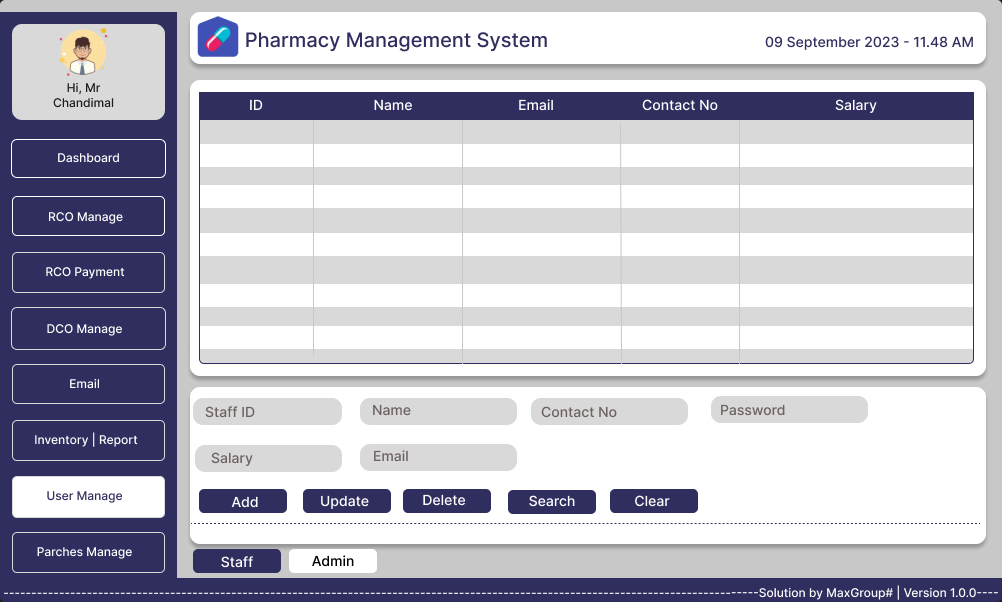 Hi, Mr
Chandimal
Dashboard
RCO Manage
RCO Payment
DCO Manage
Email
Inventory | Report
User Manage
Parches Manage
Pharmacy Management System
09 September 2023 - 11.48 AM
ID Name Email Contact No Salary
Staff ID Name Contact No Password
Salary Email
Add Update Delete Search Clear
Staff Admin
Solution by MaxGroup# | Version 1.0.0